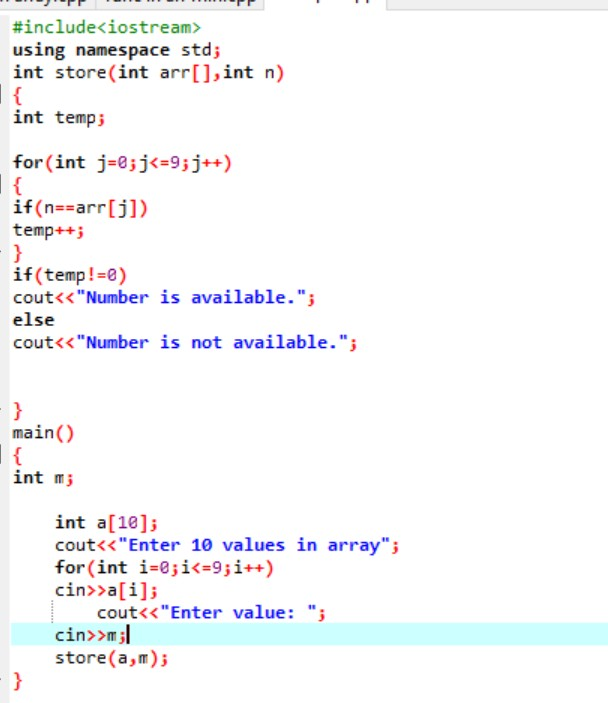 #include<iostream>
using namespace std;
int store(int arr[],int n)
{
int temp;
for(int j=0;j<=9;j++)
{
if(n==arr[j])
temp++;
}
if(temp!=0)
cout<<"Number is available.";
else
cout<<"Number is not available.";
}
main()
{
int m;
int a[10];
cout<<"Enter 10 values in array";
for(int i=0;i<=9;i++)
cin>>a[i];
cout<<"Enter value: ";
cin>>m;
store(a,m);
}